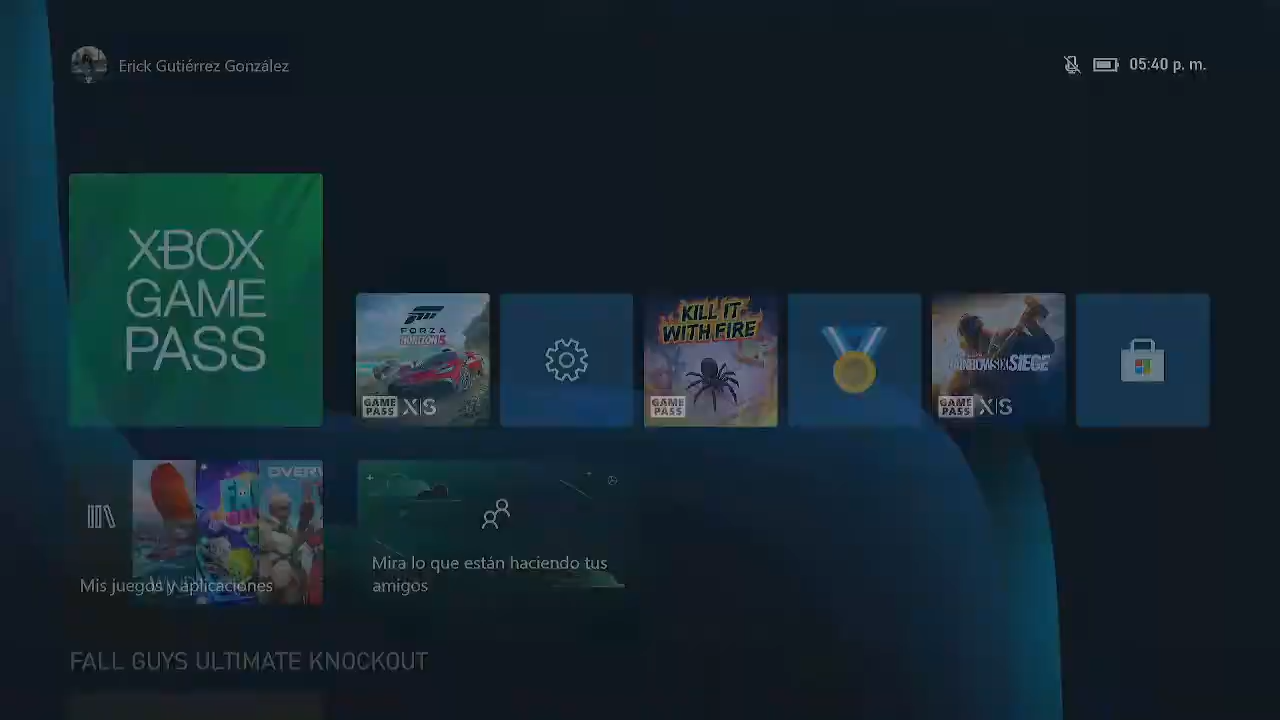 Erick Gutiérrez González
05:40 p. m.
XBOX
GAME
PASS
FORZA
HORIZON 5
GAME
PASS
X|S
KILL IT
WITH FIRE
GAME
PASS
RAINBOW SIX SIEGE
GAME
PASS
X|S
OVER
Mis juegos y aplicaciones
Mira lo que están haciendo tus
amigos
FALL GUYS ULTIMATE KNOCKOUT